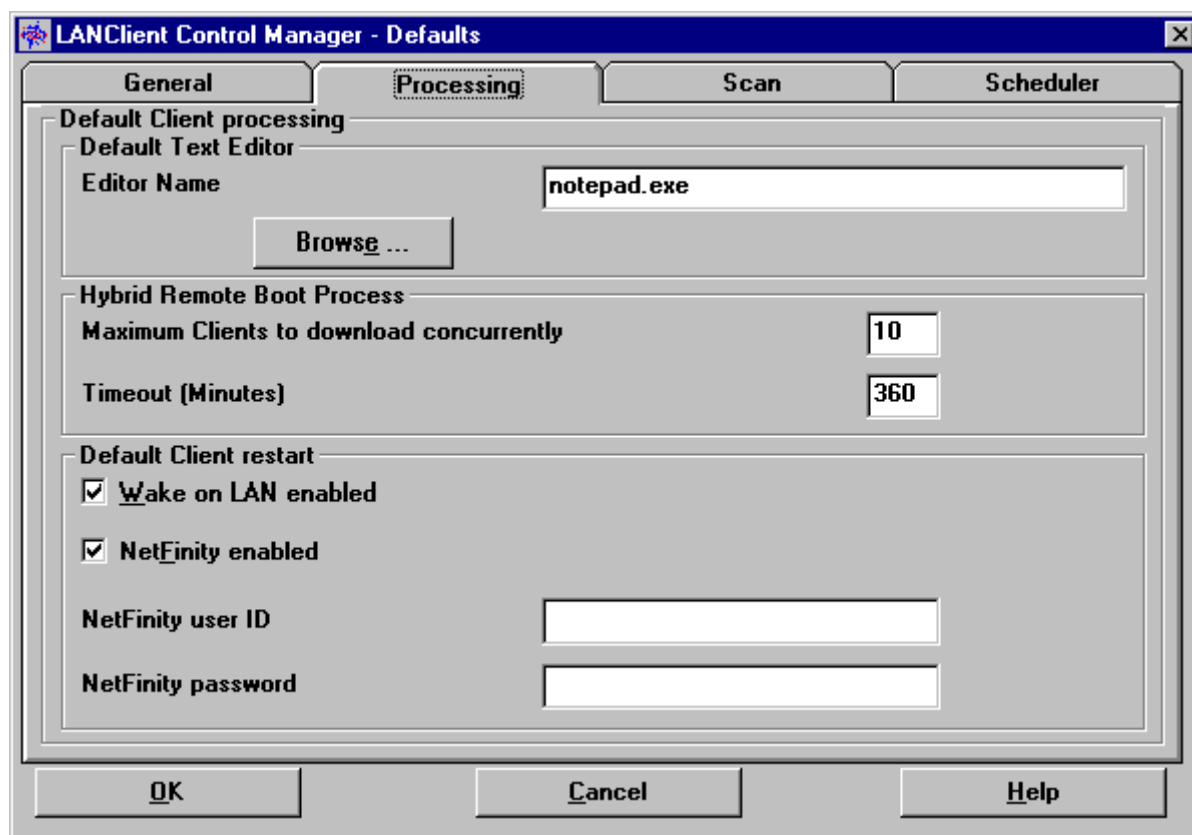 LANClient Control Manager - Defaults
General Processing Scan Scheduler
Default Client processing
Default Text Editor
Editor Name notepad.exe
Browse ...
Hybrid Remote Boot Process
Maximum Clients to download concurrently 10
Timeout (Minutes) 360
Default Client restart
Wake on LAN enabled
NetFinity enabled
NetFinity user ID
NetFinity password
OK Cancel Help